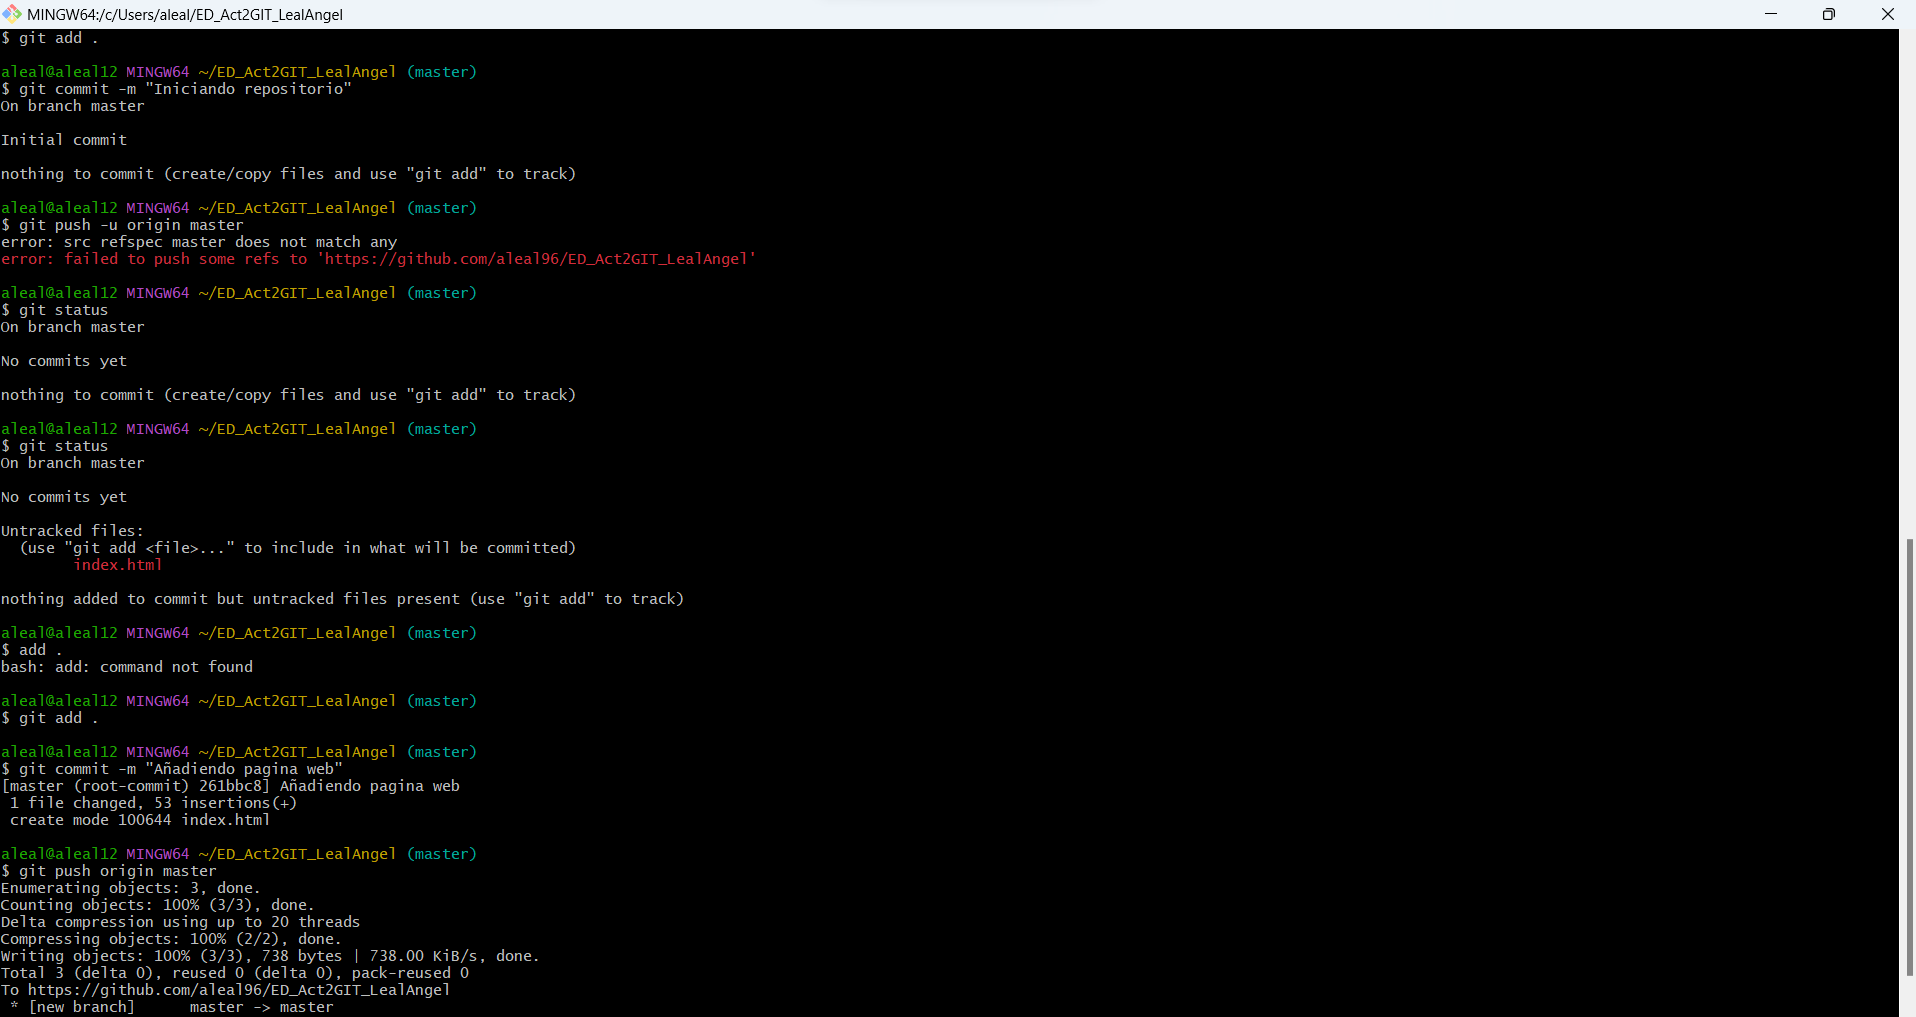 MINGW64:/c/Users/aleal/ED_Act2GIT_LealAngel
$ git add .
aleal@aleal12 MINGW64 ~/ED_Act2GIT_LealAngel (master)
$ git commit -m "Iniciando repositorio"
On branch master
Initial commit
nothing to commit (create/copy files and use "git add" to track)
aleal@aleal12 MINGW64 ~/ED_Act2GIT_LealAngel (master)
$ git push -u origin master
error: src refspec master does not match any
error: failed to push some refs to 'https://github.com/aleal96/ED_Act2GIT_LealAngel'
aleal@aleal12 MINGW64 ~/ED_Act2GIT_LealAngel (master)
$ git status
On branch master
No commits yet
nothing to commit (create/copy files and use "git add" to track)
aleal@aleal12 MINGW64 ~/ED_Act2GIT_LealAngel (master)
$ git status
On branch master
No commits yet
Untracked files:
  (use "git add <file>..." to include in what will be committed)
        index.html
nothing added to commit but untracked files present (use "git add" to track)
aleal@aleal12 MINGW64 ~/ED_Act2GIT_LealAngel (master)
$ add .
bash: add: command not found
aleal@aleal12 MINGW64 ~/ED_Act2GIT_LealAngel (master)
$ git add .
aleal@aleal12 MINGW64 ~/ED_Act2GIT_LealAngel (master)
$ git commit -m "Añadiendo pagina web"
[master (root-commit) 261bbc8] Añadiendo pagina web
 1 file changed, 53 insertions(+)
 create mode 100644 index.html
aleal@aleal12 MINGW64 ~/ED_Act2GIT_LealAngel (master)
$ git push origin master
Enumerating objects: 3, done.
Counting objects: 100% (3/3), done.
Delta compression using up to 20 threads
Compressing objects: 100% (2/2), done.
Writing objects: 100% (3/3), 738 bytes | 738.00 KiB/s, done.
Total 3 (delta 0), reused 0 (delta 0), pack-reused 0
To https://github.com/aleal96/ED_Act2GIT_LealAngel
 * [new branch]      master -> master